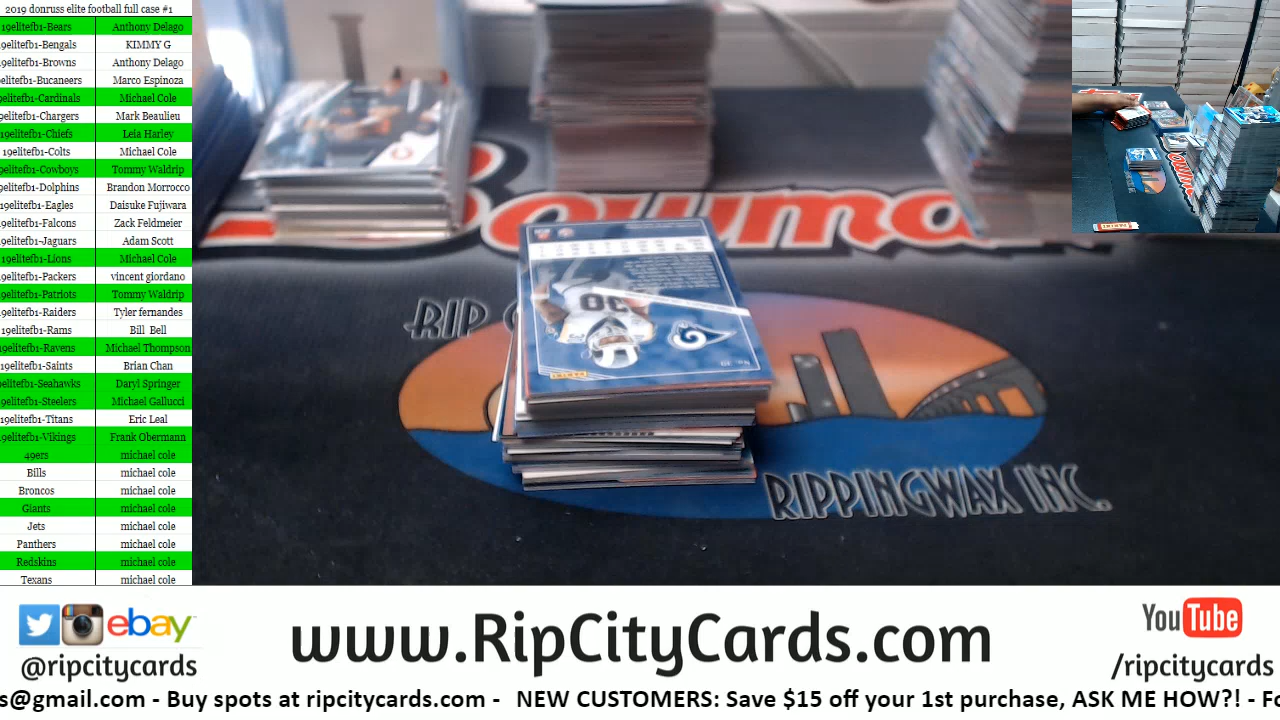 2019 donruss elite football full case #1
19elitefb1-Bears Anthony Delago
19elitefb1-Bengals KIMMY G
19elitefb1-Browns Anthony Delago
elitefb1-Bucaneers Marco Espinoza
elitefb1-Cardinals Michael Cole
9elitefb1-Chargers Mark Beaulieu
19elitefb1-Chiefs Leia Harley
19elitefb1-Colts Michael Cole
9elitefb1-Cowboys Tommy Waldrip
9elitefb1-Dolphins Brandon Morrocco
19elitefb1-Eagles Daisuke Fujiwara
19elitefb1-Falcons Zack Feldmeier
9elitefb1-Jaguars Adam Scott
19elitefb1-Lions Michael Cole
9elitefb1-Packers vincent giordano
9elitefb1-Patriots Tommy Waldrip
19elitefb1-Raiders Tyler fernandes
19elitefb1-Rams Bill Bell
19elitefb1-Ravens Michael Thompson
19elitefb1-Saints Brian Chan
elitefb1-Seahawks Daryl Springer
9elitefb1-Steelers Michael Gallucci
19elitefb1-Titans Eric Leal
9elitefb1-Vikings Frank Obermann
49ers michael cole
Bills michael cole
Broncos michael cole
Giants michael cole
Jets michael cole
Panthers michael cole
Redskins michael cole
Texans michael cole
Bowman
RIP C
RIPPINGWAX INC.
30
ebay
@ripcitycards
www.RipCityCards.com
YouTube
/ripcitycards
s@gmail.com - Buy spots at ripcitycards.com - NEW CUSTOMERS: Save $15 off your 1st purchase, ASK ME HOW?! - Fo